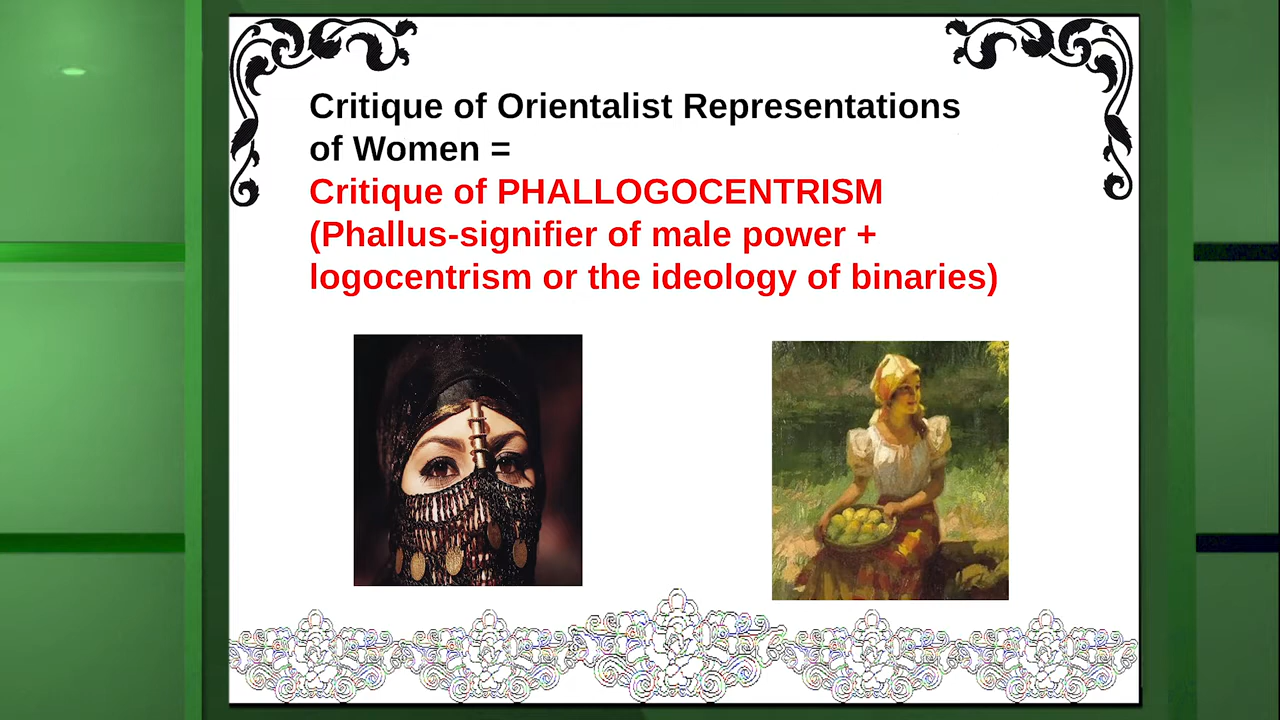 Critique of Orientalist Representations
of Women =
Critique of PHALLOGOCENTRISM
(Phallus-signifier of male power +
logocentrism or the ideology of binaries)